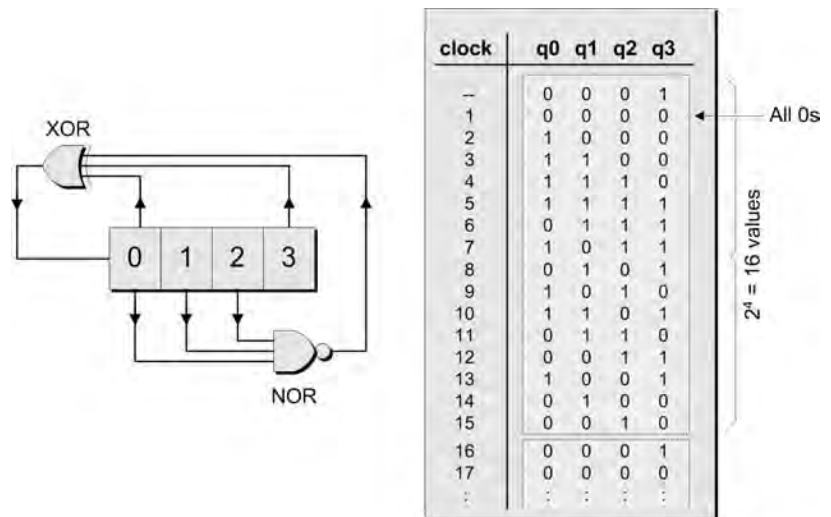 XOR
0 1 2 3
NOR
clock q0 q1 q2 q3
-- 0 0 0 1
1 0 0 0 0
2 1 0 0 0
3 1 1 0 0
4 1 1 1 0
5 1 1 1 1
6 0 1 1 1
7 1 0 1 1
8 0 1 0 1
9 1 0 1 0
10 1 1 0 1
11 0 1 1 0
12 0 0 1 1
13 1 0 0 1
14 0 1 0 0
15 0 0 1 0
16 0 0 0 1
17 0 0 0 0
: : : : :
All 0s
2⁴ = 16 values